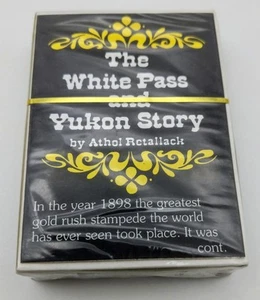 The
White Pass
and
Yukon Story
by Athol Retallack
In the year 1898 the greatest
gold rush stampede the world
has ever seen took place. It was
cont.